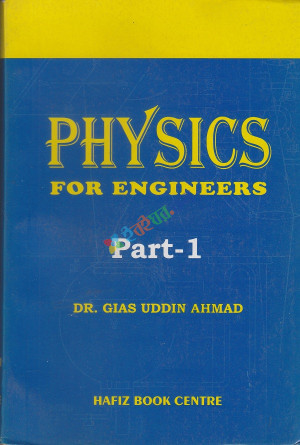 PHYSICS
FOR ENGINEERS
Part-1
DR. GIAS UDDIN AHMAD
HAFIZ BOOK CENTRE